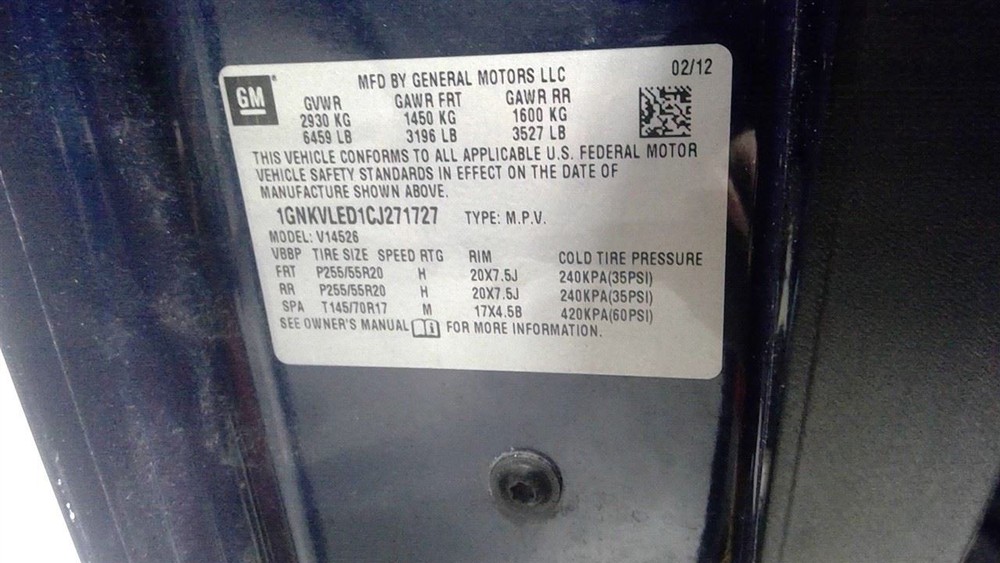 GM
MFD BY GENERAL MOTORS LLC 02/12
GVWR GAWR FRT GAWR RR
2930 KG 1450 KG 1600 KG
6459 LB 3196 LB 3527 LB
THIS VEHICLE CONFORMS TO ALL APPLICABLE U.S. FEDERAL MOTOR
VEHICLE SAFETY STANDARDS IN EFFECT ON THE DATE OF
MANUFACTURE SHOWN ABOVE.
1GNKVLED1CJ271727 TYPE: M.P.V.
MODEL: V14526
VBBP TIRE SIZE SPEED RTG RIM COLD TIRE PRESSURE
FRT P255/55R20 H 20X7.5J 240KPA(35PSI)
RR P255/55R20 H 20X7.5J 240KPA(35PSI)
SPA T145/70R17 M 17X4.5B 420KPA(60PSI)
SEE OWNER'S MANUAL FOR MORE INFORMATION.